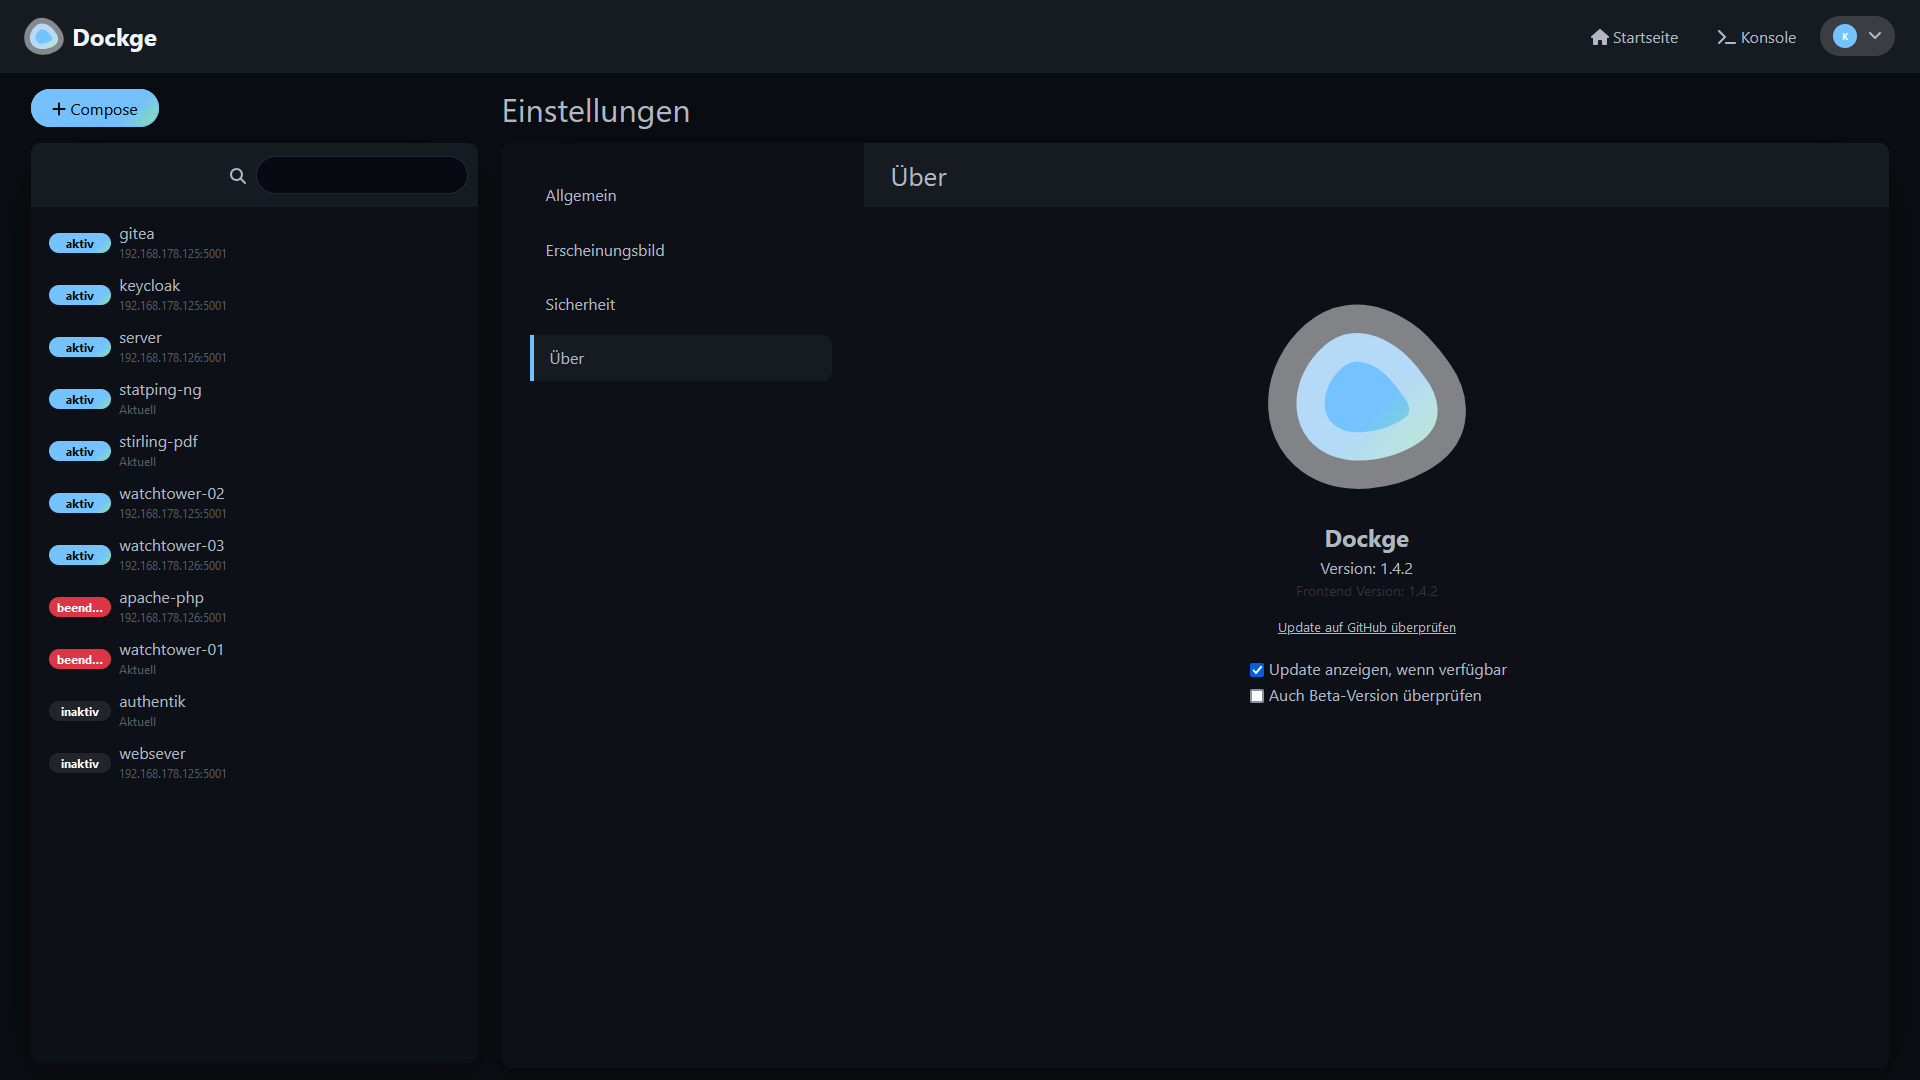 Dockge
Startseite
Konsole
K
Compose
Einstellungen
aktiv
gitea
192.168.178.125:5001
aktiv
keycloak
192.168.178.125:5001
aktiv
server
192.168.178.126:5001
aktiv
statping-ng
Aktuell
aktiv
stirling-pdf
Aktuell
aktiv
watchtower-02
192.168.178.125:5001
aktiv
watchtower-03
192.168.178.126:5001
beend...
apache-php
192.168.178.126:5001
beend...
watchtower-01
Aktuell
inaktiv
authentik
Aktuell
inaktiv
websever
192.168.178.125:5001
Allgemein
Erscheinungsbild
Sicherheit
Über
Über
Dockge
Version: 1.4.2
Frontend Version: 1.4.2
Update auf GitHub überprüfen
Update anzeigen, wenn verfügbar
Auch Beta-Version überprüfen